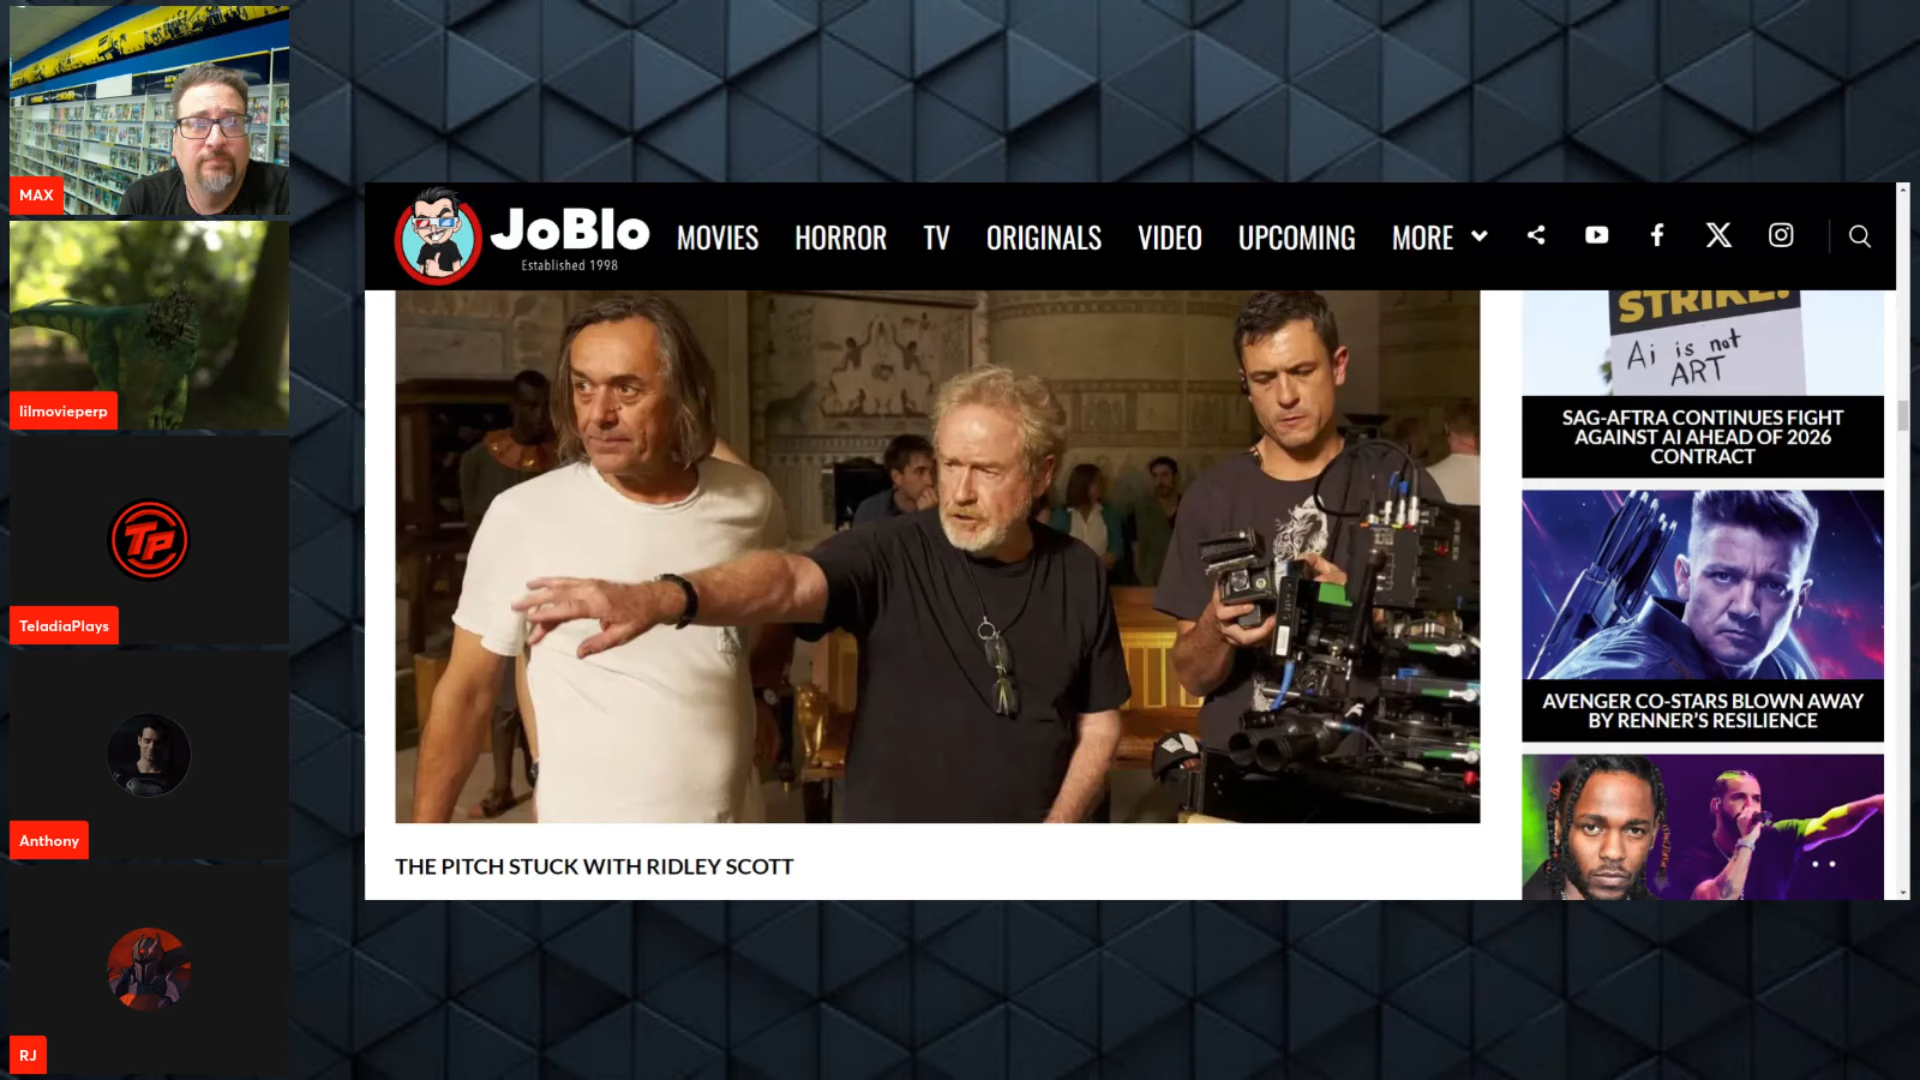 MAX
lilmovieperp
TP
TeladiaPlays
Anthony
RJ
JoBlo
Established 1998
MOVIES HORROR TV ORIGINALS VIDEO UPCOMING MORE
STRIKE!
Ai is not
ART
SAG-AFTRA CONTINUES FIGHT
AGAINST AI AHEAD OF 2026
CONTRACT
AVENGER CO-STARS BLOWN AWAY
BY RENNER'S RESILIENCE
THE PITCH STUCK WITH RIDLEY SCOTT